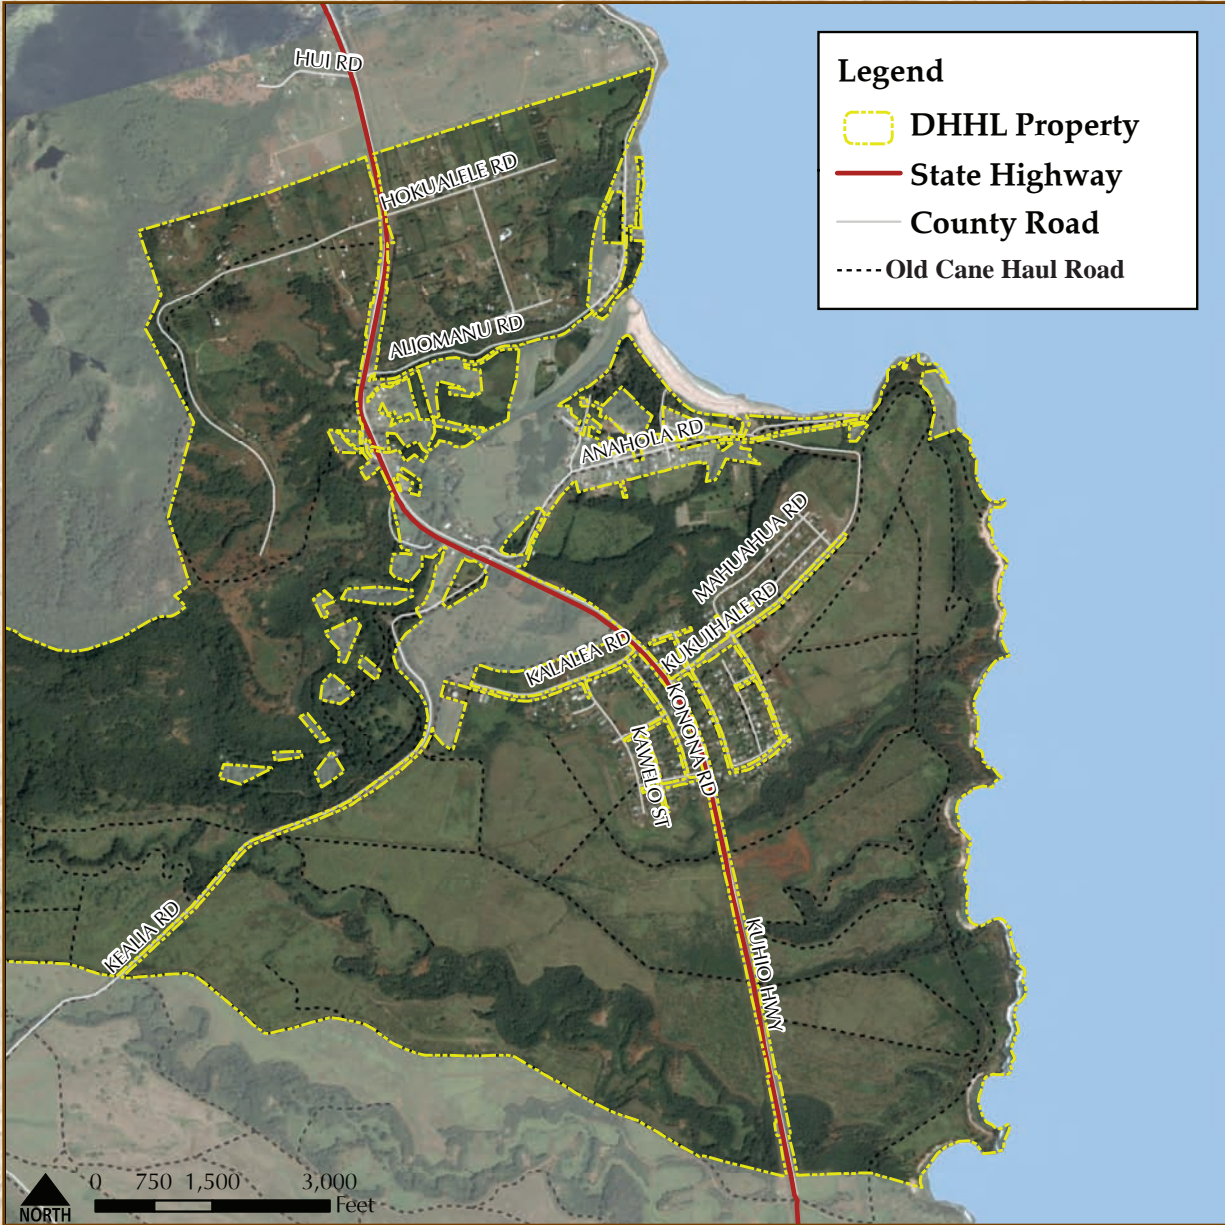 HUI RD
Legend
DHHL Property
State Highway
County Road
Old Cane Haul Road
HOKUALELE RD
ALIOMANU RD
ANAHOLA RD
MAHUAHUA RD
KUKUIHALE RD
KALALEA RD
KONONA RD
KAWELO ST
KEALIA RD
KUHIO HWY
0 750 1,500 3,000
Feet
NORTH